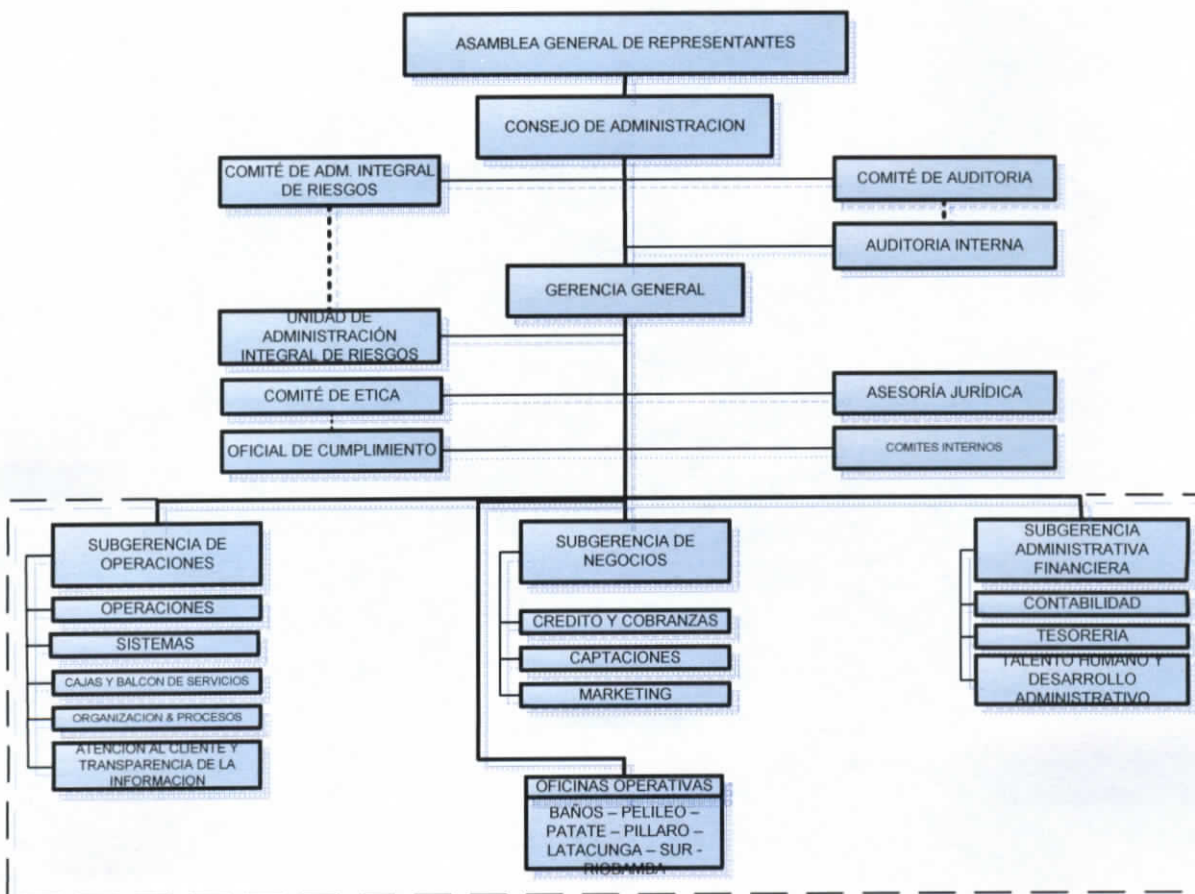 ASAMBLEA GENERAL DE REPRESENTANTES
CONSEJO DE ADMINISTRACION
COMITÉ DE ADM. INTEGRAL
DE RIESGOS
COMITÉ DE AUDITORIA
AUDITORIA INTERNA
GERENCIA GENERAL
UNIDAD DE
ADMINISTRACIÓN
INTEGRAL DE RIESGOS
COMITÉ DE ETICA
ASESORÍA JURÍDICA
OFICIAL DE CUMPLIMIENTO
COMITES INTERNOS
SUBGERENCIA DE
OPERACIONES
OPERACIONES
SISTEMAS
CAJAS Y BALCON DE SERVICIOS
ORGANIZACION & PROCESOS
ATENCION AL CLIENTE Y
TRANSPARENCIA DE LA
INFORMACION
SUBGERENCIA DE
NEGOCIOS
CREDITO Y COBRANZAS
CAPTACIONES
MARKETING
OFICINAS OPERATIVAS
BAÑOS – PELILEO –
PATATE – PILLARO –
LATACUNGA – SUR -
RIOBAMBA
SUBGERENCIA
ADMINISTRATIVA
FINANCIERA
CONTABILIDAD
TESORERIA
TALENTO HUMANO Y
DESARROLLO
ADMINISTRATIVO